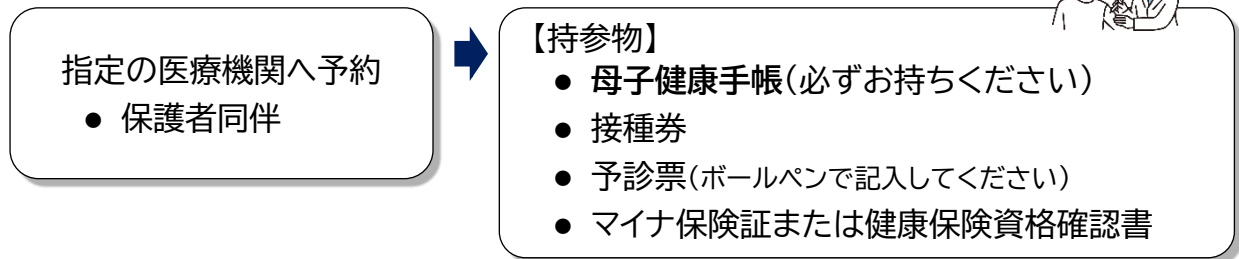 指定の医療機関へ予約
● 保護者同伴
【持参物】
● 母子健康手帳(必ずお持ちください)
● 接種券
● 予診票(ボールペンで記入してください)
● マイナ保険証または健康保険資格確認書